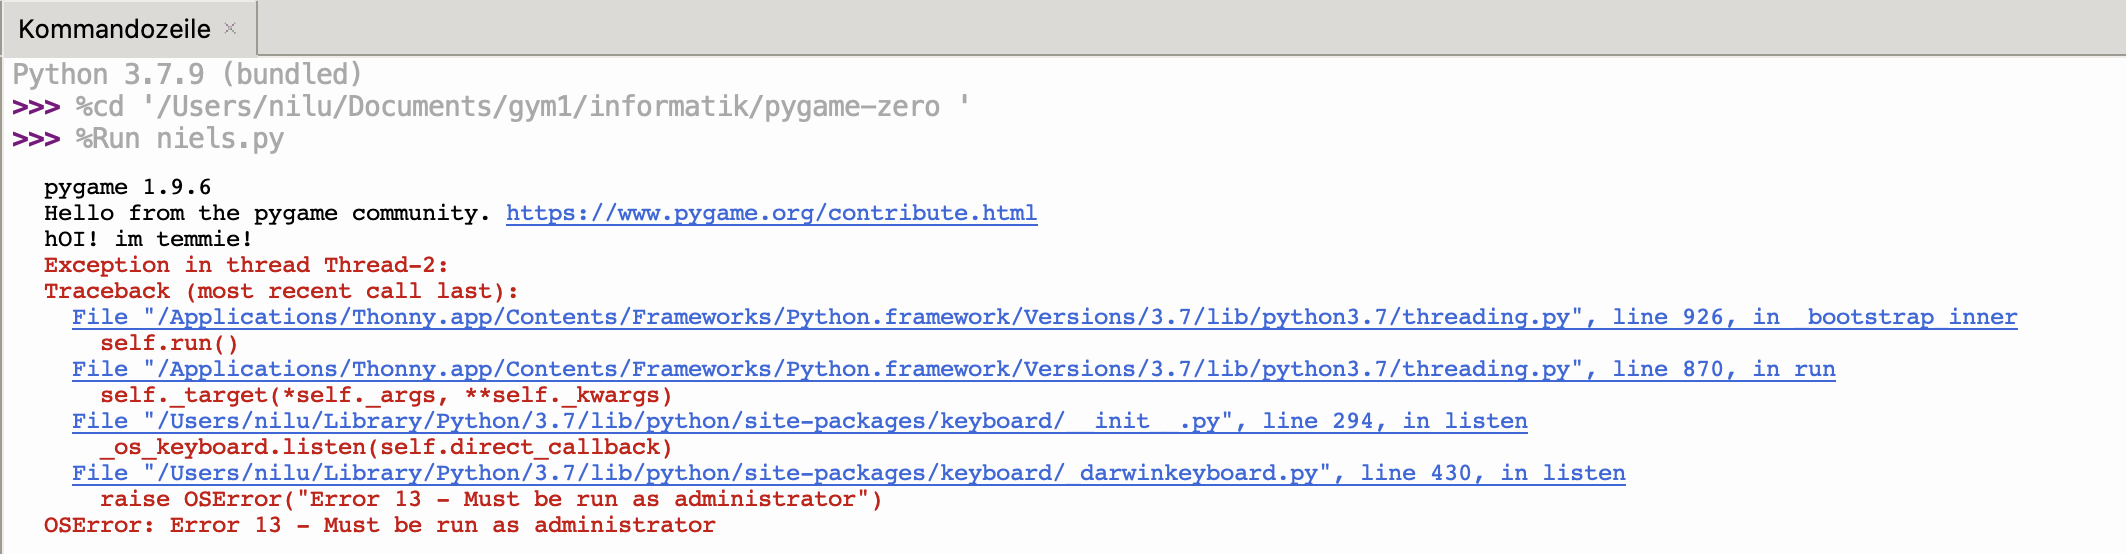 Kommandozeile ×
Python 3.7.9 (bundled)
>>> %cd '/Users/nilu/Documents/gym1/informatik/pygame-zero '
>>> %Run niels.py
pygame 1.9.6
Hello from the pygame community. https://www.pygame.org/contribute.html
hOI! im temmie!
Exception in thread Thread-2:
Traceback (most recent call last):
File "/Applications/Thonny.app/Contents/Frameworks/Python.framework/Versions/3.7/lib/python3.7/threading.py", line 926, in _bootstrap_inner
self.run()
File "/Applications/Thonny.app/Contents/Frameworks/Python.framework/Versions/3.7/lib/python3.7/threading.py", line 870, in run
self._target(*self._args, **self._kwargs)
File "/Users/nilu/Library/Python/3.7/lib/python/site-packages/keyboard/__init__.py", line 294, in listen
_os_keyboard.listen(self.direct_callback)
File "/Users/nilu/Library/Python/3.7/lib/python/site-packages/keyboard/_darwinkeyboard.py", line 430, in listen
raise OSError("Error 13 - Must be run as administrator")
OSError: Error 13 - Must be run as administrator